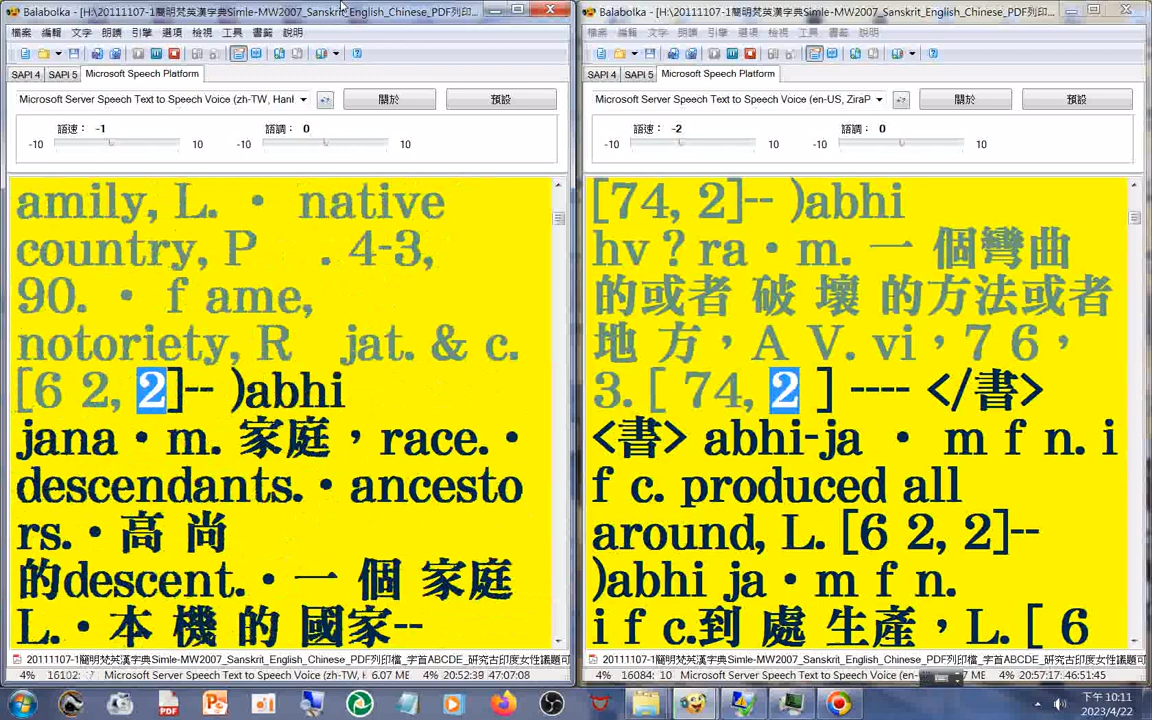 Balabolka - [H:\20111107-1簡明梵英漢字典Simle-MW2007_Sanskrit_English_Chinese_PDF列印...
檔案 編輯 文字 朗讀 引擎 選項 檢視 工具 書籤 說明
SAPI 4 SAPI 5 Microsoft Speech Platform
Microsoft Server Speech Text to Speech Voice (zh-TW, Hanl
關於 預設
語速： -1 語調： 0
-10 10 -10 10
amily, L. • native
country, P . 4-3,
90. • f ame,
notoriety, R jat. & c.
[6 2, 2]-- )abhi
jana • m. 家庭，race. •
descendants. • ancesto
rs. • 高 尚
的descent. • 一 個 家庭
L. • 本 機 的 國家--
20111107-1簡明梵英漢字典Simle-MW2007_Sanskrit_English_Chinese_PDF列印檔_字首ABCDE_研究古印度女性議題可
4% 16102: ? Microsoft Server Speech Text to Speech Voice (zh-TW, H 6.07 MB 4% 20:52:39 47:07:08
Balabolka - [H:\20111107-1簡明梵英漢字典Simle-MW2007_Sanskrit_English_Chinese_PDF列印...
檔案 編輯 文字 朗讀 引擎 選項 檢視 工具 書籤 說明
SAPI 4 SAPI 5 Microsoft Speech Platform
Microsoft Server Speech Text to Speech Voice (en-US, ZiraP
關於 預設
語速： -2 語調： 0
-10 10 -10 10
[74, 2]-- )abhi
hv ? ra • m. 一 個彎曲
的或者 破 壞 的方法或者
地 方，A V. vi，7 6，
3. [ 74, 2 ] ---- </書>
<書> abhi-ja • m f n. i
f c. produced all
around, L. [6 2, 2]--
)abhi ja • m f n.
i f c.到 處 生產，L. [ 6
20111107-1簡明梵英漢字典Simle-MW2007_Sanskrit_English_Chinese_PDF列印檔_字首ABCDE_研究古印度女性議題可
4% 16084: 10 Microsoft Server Speech Text to Speech Voice (en- 6.07 MB 4% 20:57:17-46:51:45
下午 10:11
2023/4/22